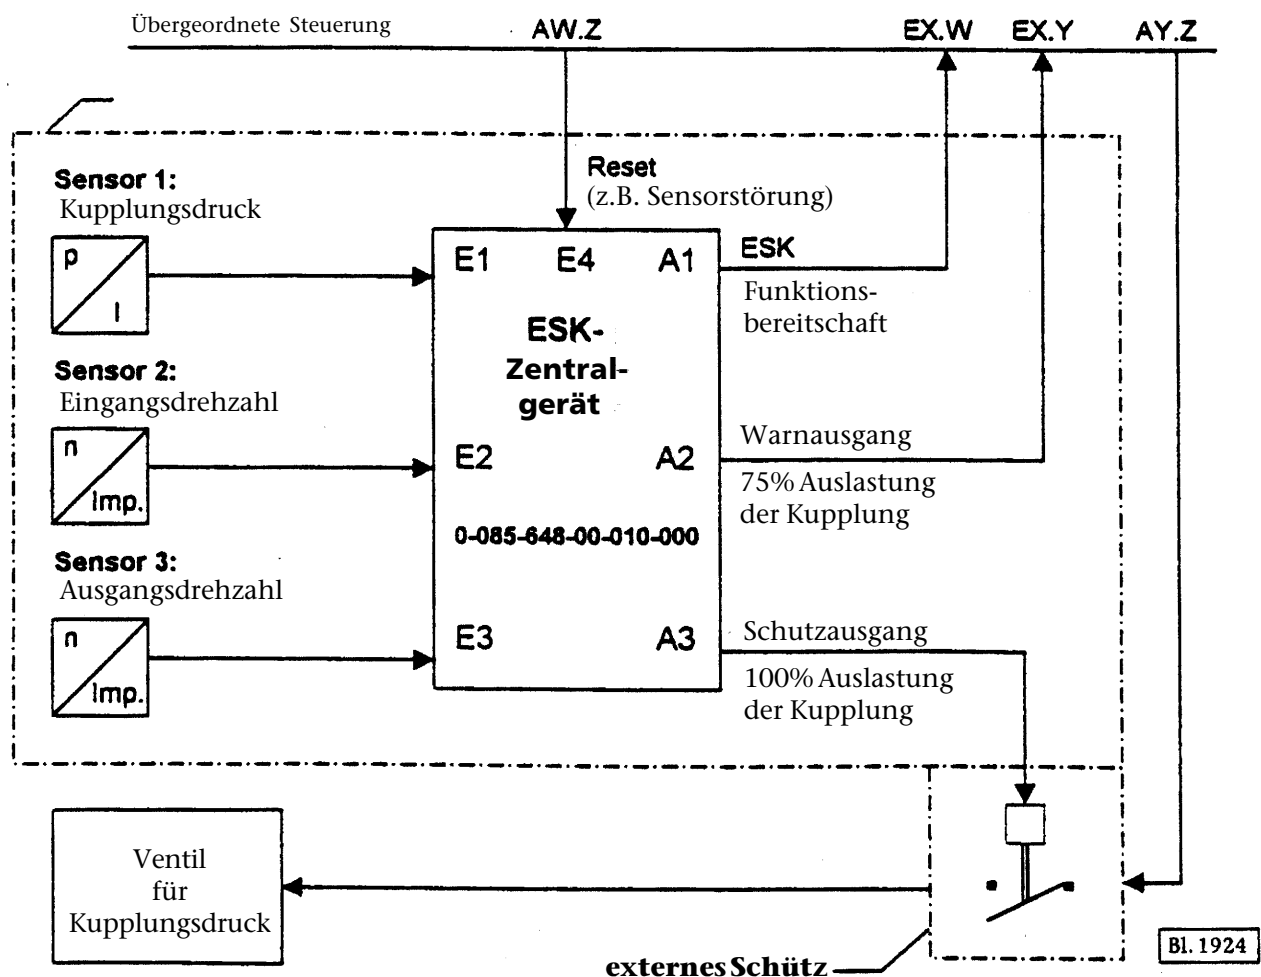 Übergeordnete Steuerung
AW.Z
EX.W
EX.Y
AY.Z
Reset
(z.B. Sensorstörung)
Sensor 1:
Kupplungsdruck
p
I
Sensor 2:
Eingangsdrehzahl
n
Imp.
Sensor 3:
Ausgangsdrehzahl
n
Imp.
E1
E4
A1
ESK-
Zentral-
gerät
E2
A2
0-085-648-00-010-000
E3
A3
ESK
Funktions-
bereitschaft
Warnausgang
75% Auslastung
der Kupplung
Schutzausgang
100% Auslastung
der Kupplung
Ventil
für
Kupplungsdruck
externes Schütz
Bl. 1924